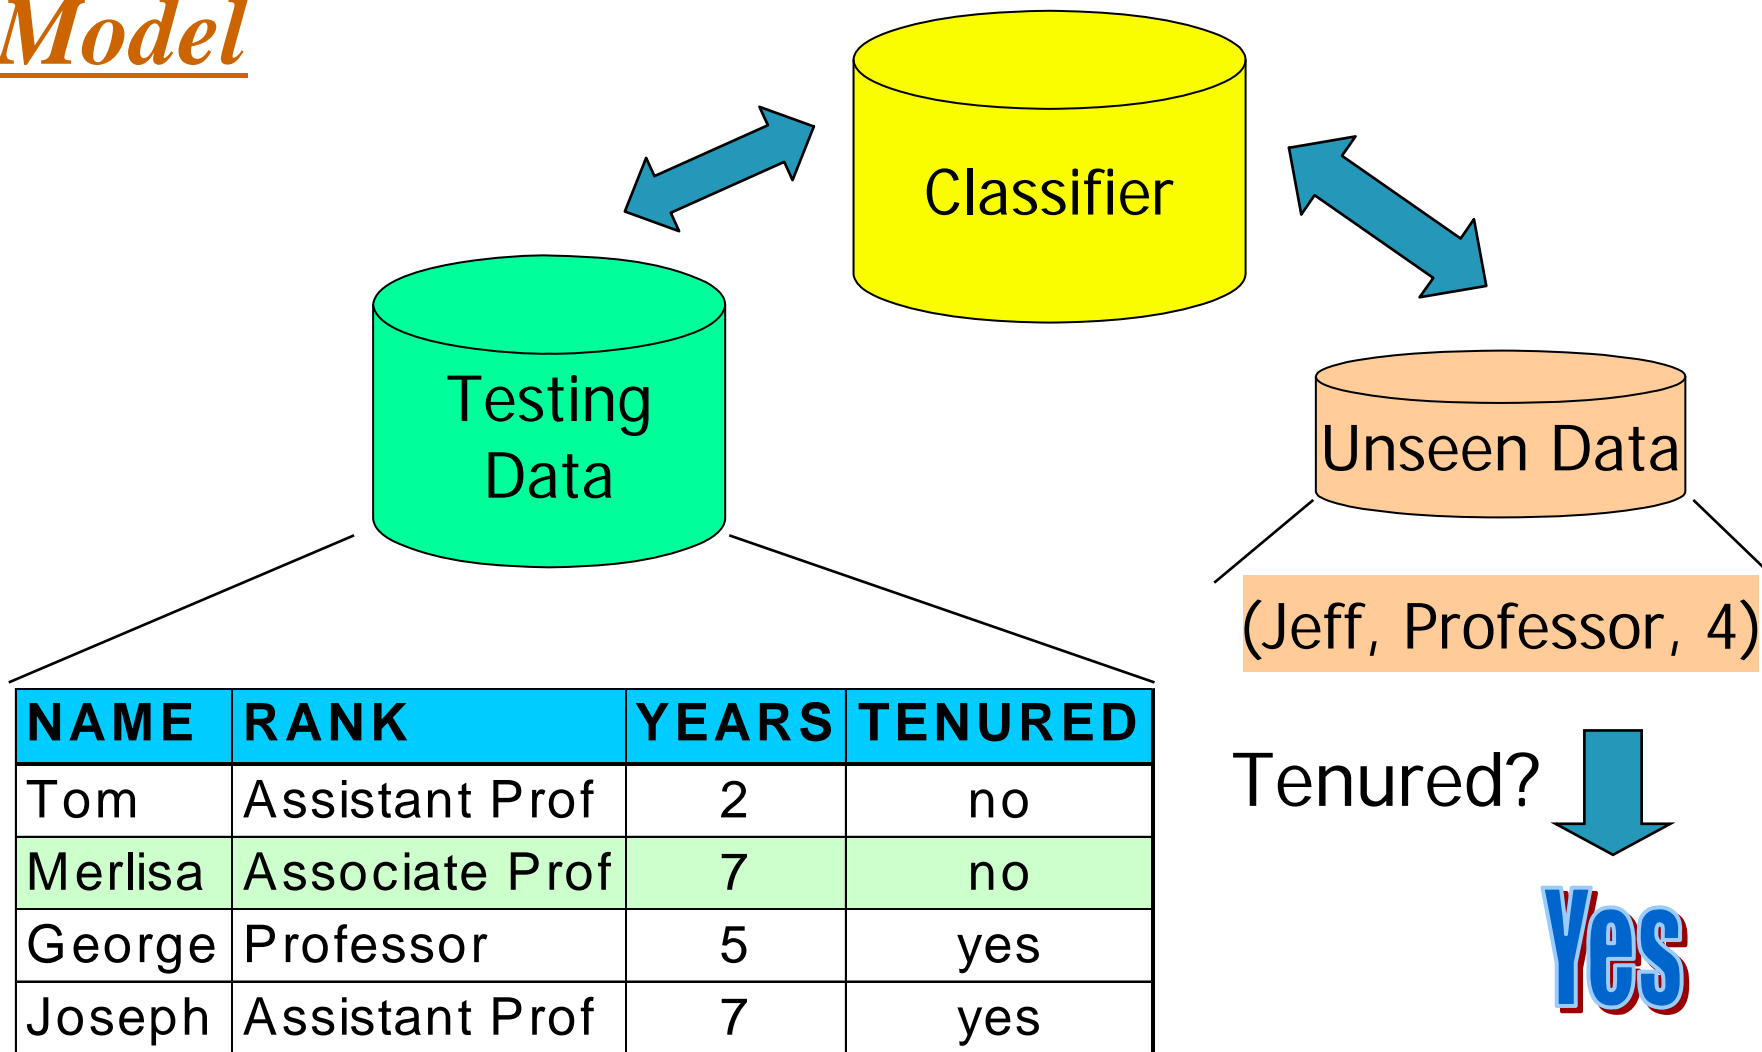 Model
Classifier
Testing
Data
Unseen Data
(Jeff, Professor, 4)
NAME RANK YEARS TENURED
Tom Assistant Prof 2 no
Merlisa Associate Prof 7 no
George Professor 5 yes
Joseph Assistant Prof 7 yes
Tenured?
Yes